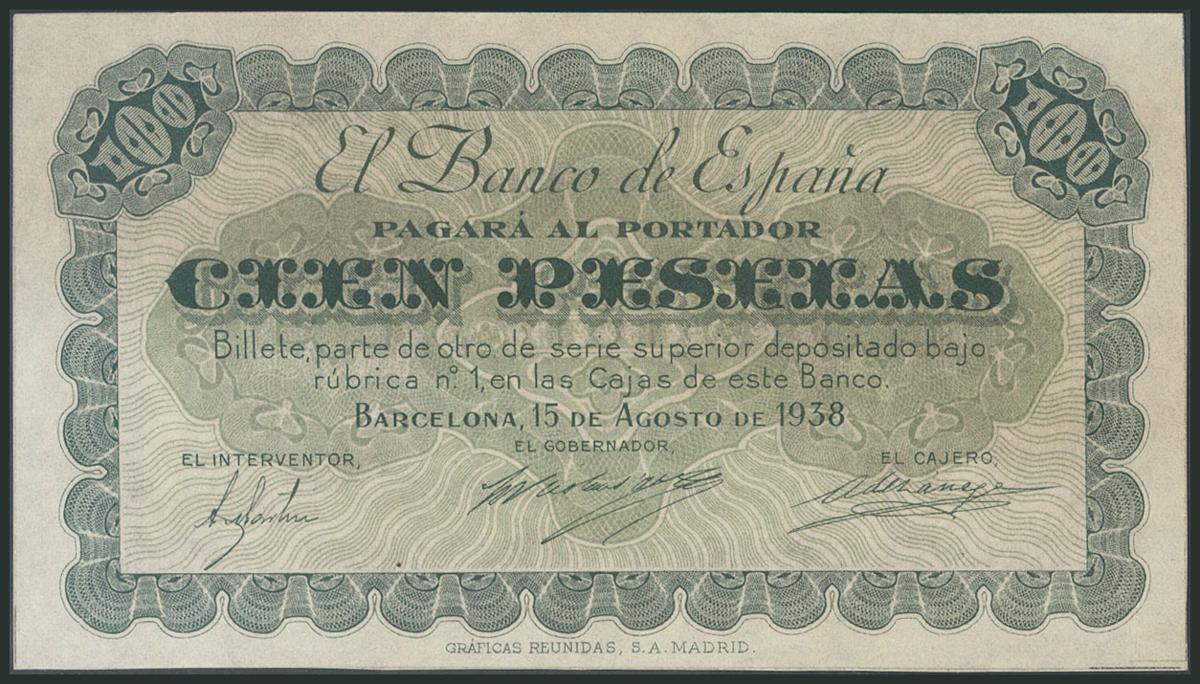 100
100
El Banco de España
PAGARÁ AL PORTADOR
CIEN PESETAS
Billete, parte de otro de serie superior depositado bajo
rúbrica nº. 1, en las Cajas de este Banco.
BARCELONA, 15 DE AGOSTO DE 1938
EL GOBERNADOR,
EL INTERVENTOR,
EL CAJERO,
GRÁFICAS REUNIDAS, S.A. MADRID.